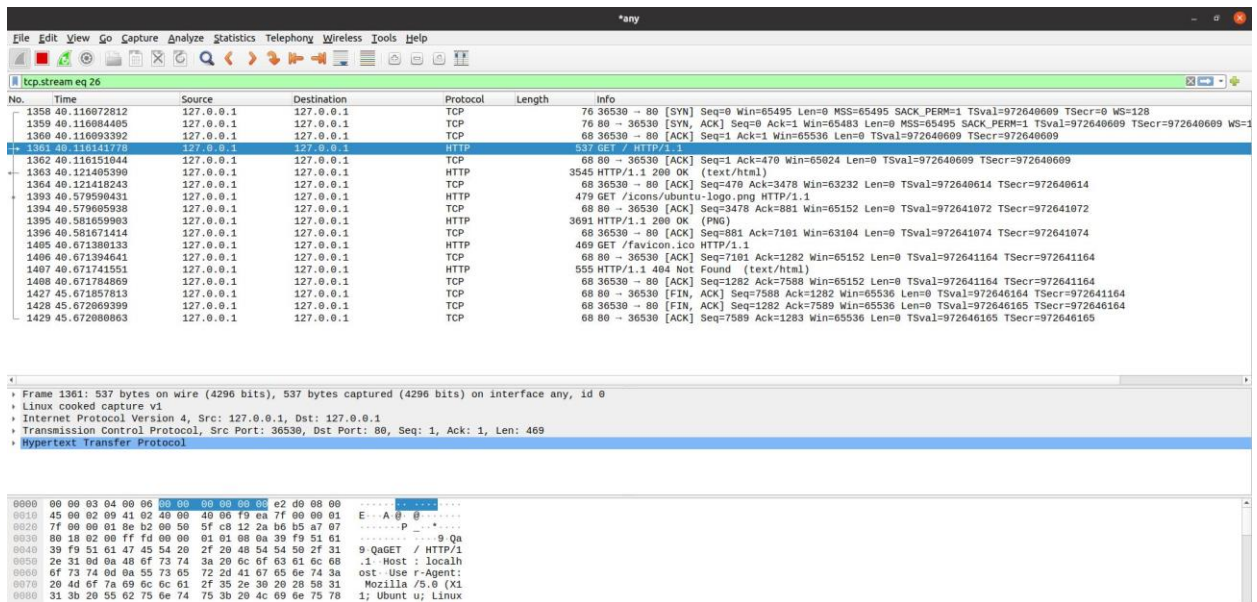 *any
File Edit View Go Capture Analyze Statistics Telephony Wireless Tools Help
tcp.stream eq 26
No. Time Source Destination Protocol Length Info
1358 40.116072812 127.0.0.1 127.0.0.1 TCP 76 36530 → 80 [SYN] Seq=0 Win=65495 Len=0 MSS=65495 SACK_PERM=1 TSval=972640609 TSecr=0 WS=128
1359 40.116084405 127.0.0.1 127.0.0.1 TCP 76 80 → 36530 [SYN, ACK] Seq=0 Ack=1 Win=65483 Len=0 MSS=65495 SACK_PERM=1 TSval=972640609 TSecr=972640609 WS=1
1360 40.116093392 127.0.0.1 127.0.0.1 TCP 68 36530 → 80 [ACK] Seq=1 Ack=1 Win=65536 Len=0 TSval=972640609 TSecr=972640609
1361 40.116141778 127.0.0.1 127.0.0.1 HTTP 537 GET / HTTP/1.1
1362 40.116151044 127.0.0.1 127.0.0.1 TCP 68 80 → 36530 [ACK] Seq=1 Ack=470 Win=65024 Len=0 TSval=972640609 TSecr=972640609
1363 40.121405390 127.0.0.1 127.0.0.1 HTTP 3545 HTTP/1.1 200 OK (text/html)
1364 40.121418243 127.0.0.1 127.0.0.1 TCP 68 36530 → 80 [ACK] Seq=470 Ack=3478 Win=63232 Len=0 TSval=972640614 TSecr=972640614
1393 40.579590431 127.0.0.1 127.0.0.1 HTTP 479 GET /icons/ubuntu-logo.png HTTP/1.1
1394 40.579605938 127.0.0.1 127.0.0.1 TCP 68 80 → 36530 [ACK] Seq=3478 Ack=881 Win=65152 Len=0 TSval=972641072 TSecr=972641072
1395 40.581659903 127.0.0.1 127.0.0.1 HTTP 3691 HTTP/1.1 200 OK (PNG)
1396 40.581671414 127.0.0.1 127.0.0.1 TCP 68 36530 → 80 [ACK] Seq=881 Ack=7101 Win=63104 Len=0 TSval=972641074 TSecr=972641074
1405 40.671380133 127.0.0.1 127.0.0.1 HTTP 469 GET /favicon.ico HTTP/1.1
1406 40.671394641 127.0.0.1 127.0.0.1 TCP 68 80 → 36530 [ACK] Seq=7101 Ack=1282 Win=65152 Len=0 TSval=972641164 TSecr=972641164
1407 40.671741551 127.0.0.1 127.0.0.1 HTTP 555 HTTP/1.1 404 Not Found (text/html)
1408 40.671784869 127.0.0.1 127.0.0.1 TCP 68 36530 → 80 [ACK] Seq=1282 Ack=7588 Win=65152 Len=0 TSval=972641164 TSecr=972641164
1427 45.671857813 127.0.0.1 127.0.0.1 TCP 68 80 → 36530 [FIN, ACK] Seq=7588 Ack=1282 Win=65536 Len=0 TSval=972646164 TSecr=972641164
1428 45.672069399 127.0.0.1 127.0.0.1 TCP 68 36530 → 80 [FIN, ACK] Seq=1282 Ack=7589 Win=65536 Len=0 TSval=972646165 TSecr=972646164
1429 45.672080863 127.0.0.1 127.0.0.1 TCP 68 80 → 36530 [ACK] Seq=7589 Ack=1283 Win=65536 Len=0 TSval=972646165 TSecr=972646165
Frame 1361: 537 bytes on wire (4296 bits), 537 bytes captured (4296 bits) on interface any, id 0
Linux cooked capture v1
Internet Protocol Version 4, Src: 127.0.0.1, Dst: 127.0.0.1
Transmission Control Protocol, Src Port: 36530, Dst Port: 80, Seq: 1, Ack: 1, Len: 469
Hypertext Transfer Protocol
0000 00 00 03 04 00 06 00 00 00 00 00 00 e2 d0 08 00 ················
0010 45 00 02 09 41 02 40 00 40 06 f9 ea 7f 00 00 01 E···A·@· @·······
0020 7f 00 00 01 8e b2 00 50 5f c8 12 2a b6 b5 a7 07 ·······P _··*····
0030 80 18 02 00 ff fd 00 00 01 01 08 0a 39 f9 51 61 ········ ····9·Qa
0040 39 f9 51 61 47 45 54 20 2f 20 48 54 54 50 2f 31 9·QaGET / HTTP/1
0050 2e 31 0d 0a 48 6f 73 74 3a 20 6c 6f 63 61 6c 68 .1··Host : localh
0060 6f 73 74 0d 0a 55 73 65 72 2d 41 67 65 6e 74 3a ost··Use r-Agent:
0070 20 4d 6f 7a 69 6c 6c 61 2f 35 2e 30 20 28 58 31 Mozilla /5.0 (X1
0080 31 3b 20 55 62 75 6e 74 75 3b 20 4c 69 6e 75 78 1; Ubunt u; Linux